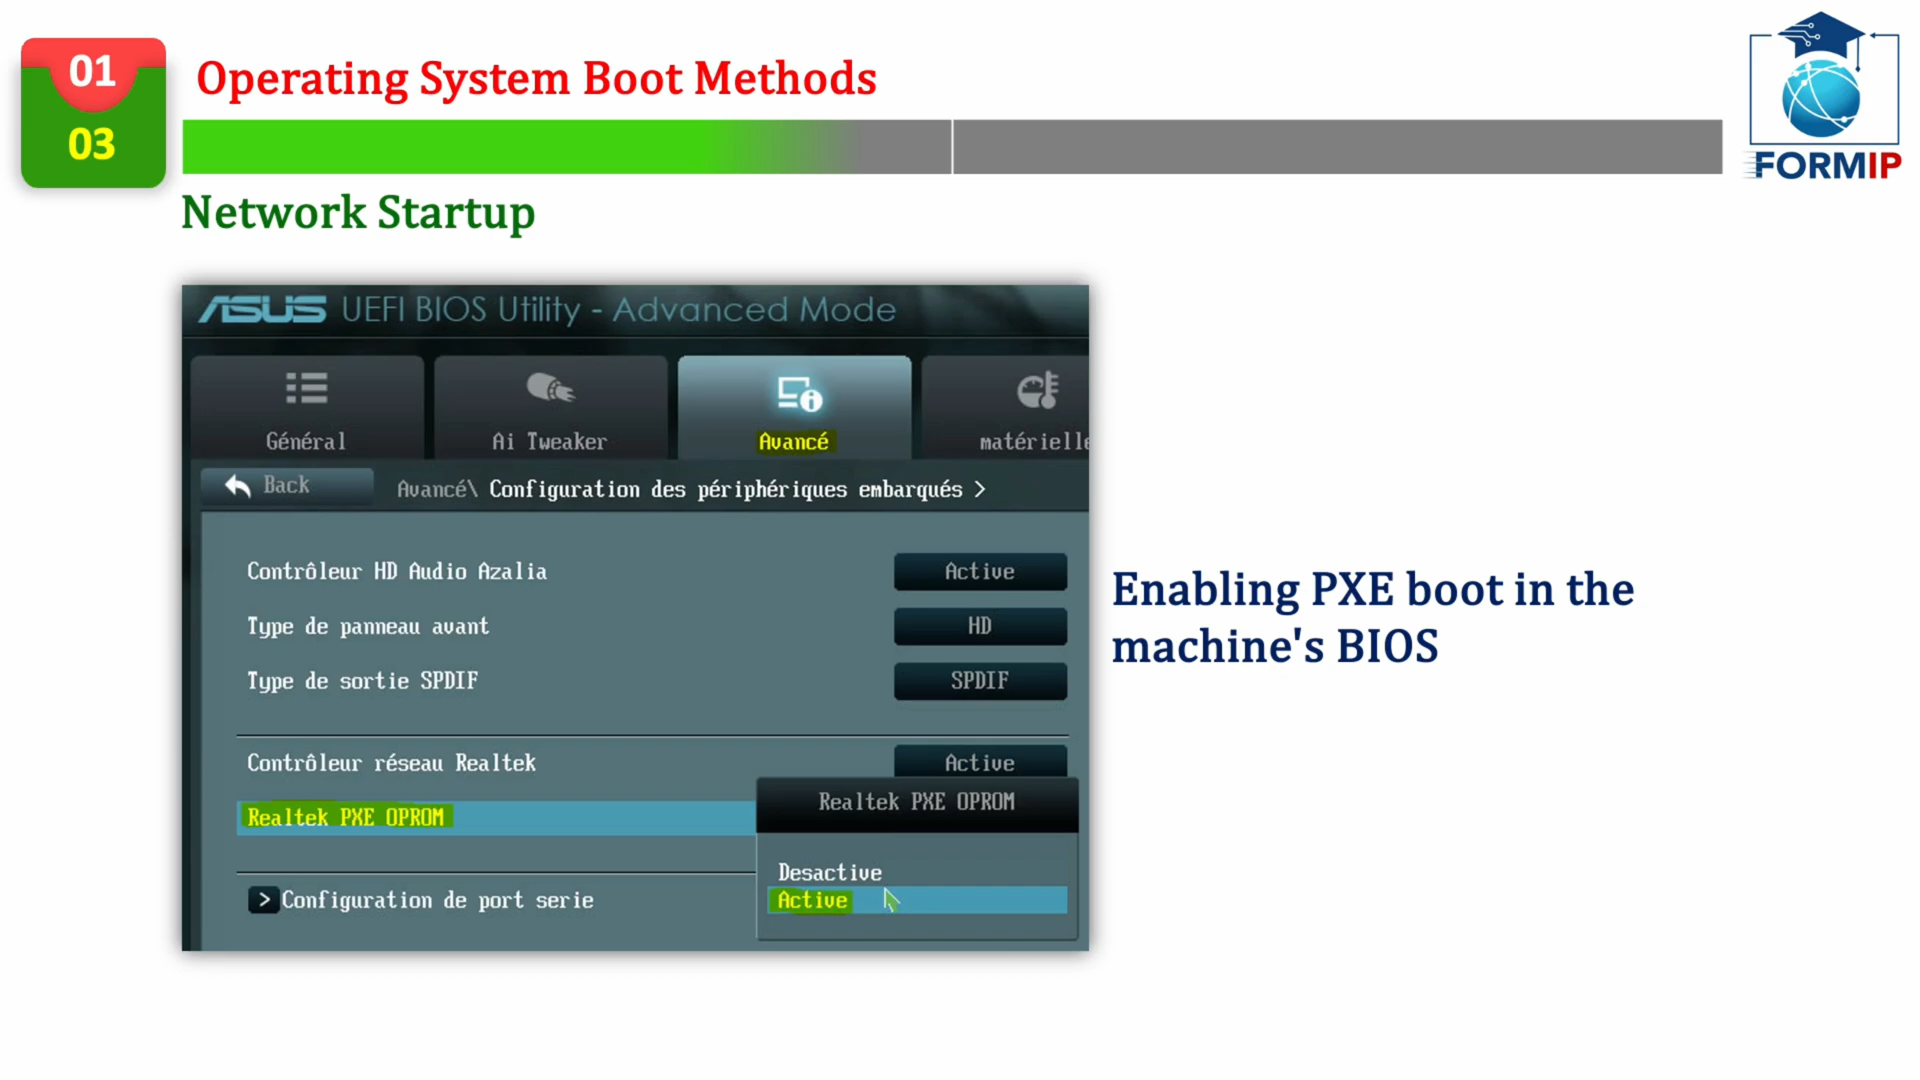 01
03
Operating System Boot Methods
FORMIP
Network Startup
ASUS UEFI BIOS Utility - Advanced Mode
Général
Ai Tweaker
Avancé
matérielle
Back
Avancé\ Configuration des périphériques embarqués >
Contrôleur HD Audio Azalia
Active
Type de panneau avant
HD
Type de sortie SPDIF
SPDIF
Contrôleur réseau Realtek
Active
Realtek PXE OPROM
Realtek PXE OPROM
Desactive
Active
> Configuration de port serie
Enabling PXE boot in the
machine's BIOS